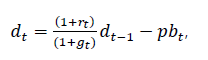 d_t = \frac{(1+r_t)}{(1+g_t)} d_{t-1} - pb_t,